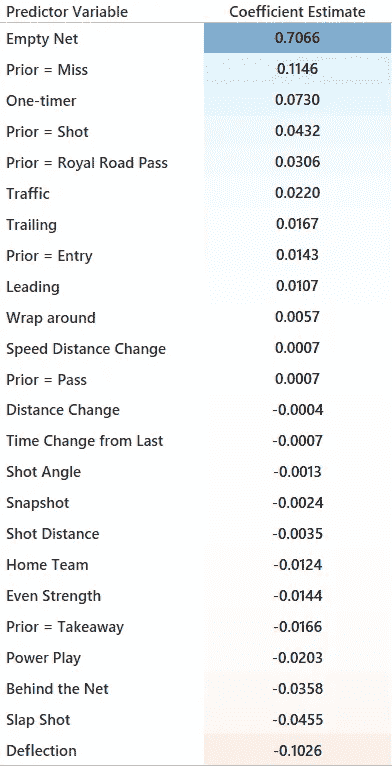 Predictor Variable Coefficient Estimate
Empty Net 0.7066
Prior = Miss 0.1146
One-timer 0.0730
Prior = Shot 0.0432
Prior = Royal Road Pass 0.0306
Traffic 0.0220
Trailing 0.0167
Prior = Entry 0.0143
Leading 0.0107
Wrap around 0.0057
Speed Distance Change 0.0007
Prior = Pass 0.0007
Distance Change -0.0004
Time Change from Last -0.0007
Shot Angle -0.0013
Snapshot -0.0024
Shot Distance -0.0035
Home Team -0.0124
Even Strength -0.0144
Prior = Takeaway -0.0166
Power Play -0.0203
Behind the Net -0.0358
Slap Shot -0.0455
Deflection -0.1026